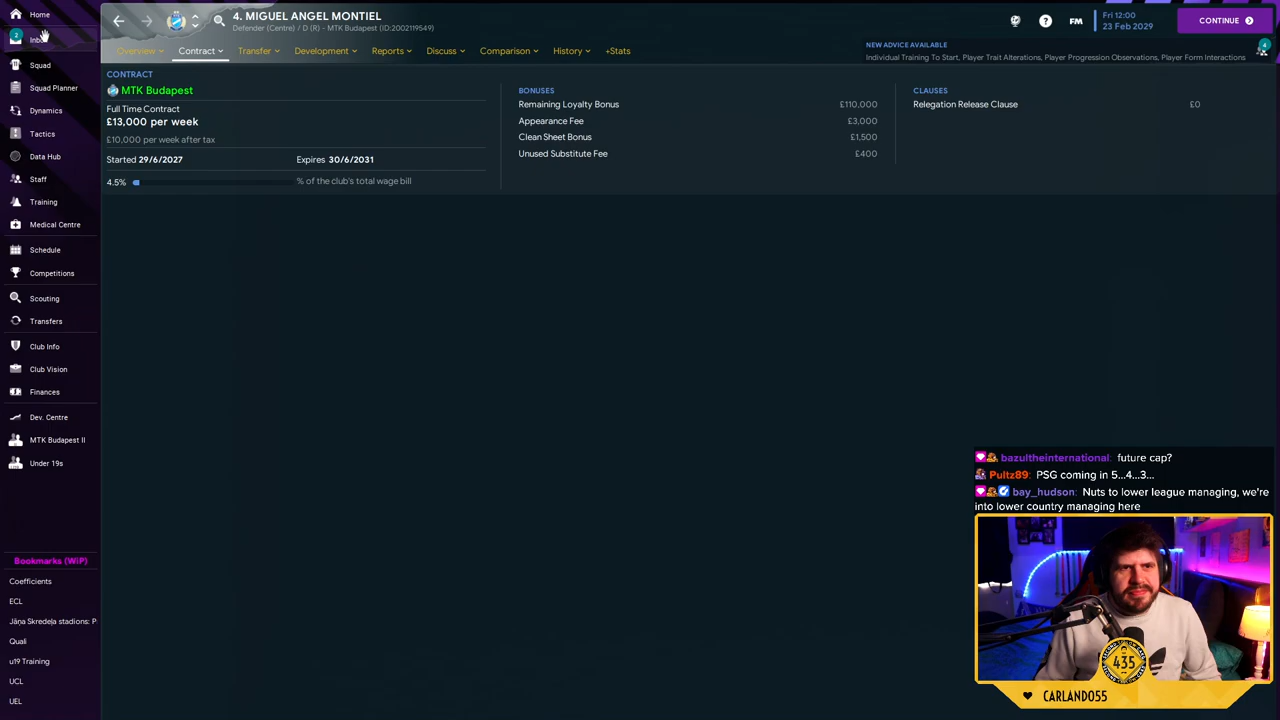 Home
2
Squad
Squad Planner
Dynamics
Tactics
Data Hub
Staff
Training
Medical Centre
Schedule
Competitions
Scouting
Transfers
Club Info
Club Vision
Finances
Dev. Centre
MTK Budapest II
Under 19s
Bookmarks (WiP)
Coefficients
ECL
Jāņa Skredeļa stadions: P
Quali
u19 Training
UCL
UEL
4. MIGUEL ANGEL MONTIEL
Defender (Centre) / D (R) - MTK Budapest (ID:2002119549)
? FM
Fri 12:00
23 Feb 2029
CONTINUE
Overview Contract Transfer Development Reports Discuss Comparison History +Stats
NEW ADVICE AVAILABLE
Individual Training To Start, Player Trait Alterations, Player Progression Observations, Player Form Interactions
4
CONTRACT
MTK Budapest
Full Time Contract
£13,000 per week
£10,000 per week after tax
Started 29/6/2027 Expires 30/6/2031
4.5% % of the club's total wage bill
BONUSES
Remaining Loyalty Bonus £110,000
Appearance Fee £3,000
Clean Sheet Bonus £1,500
Unused Substitute Fee £400
CLAUSES
Relegation Release Clause £0
bazultheinternational: future cap?
Pultz89: PSG coming in 5...4...3...
bay_hudson: Nuts to lower league managing, we're
into lower country managing here
435
CARLANDO55